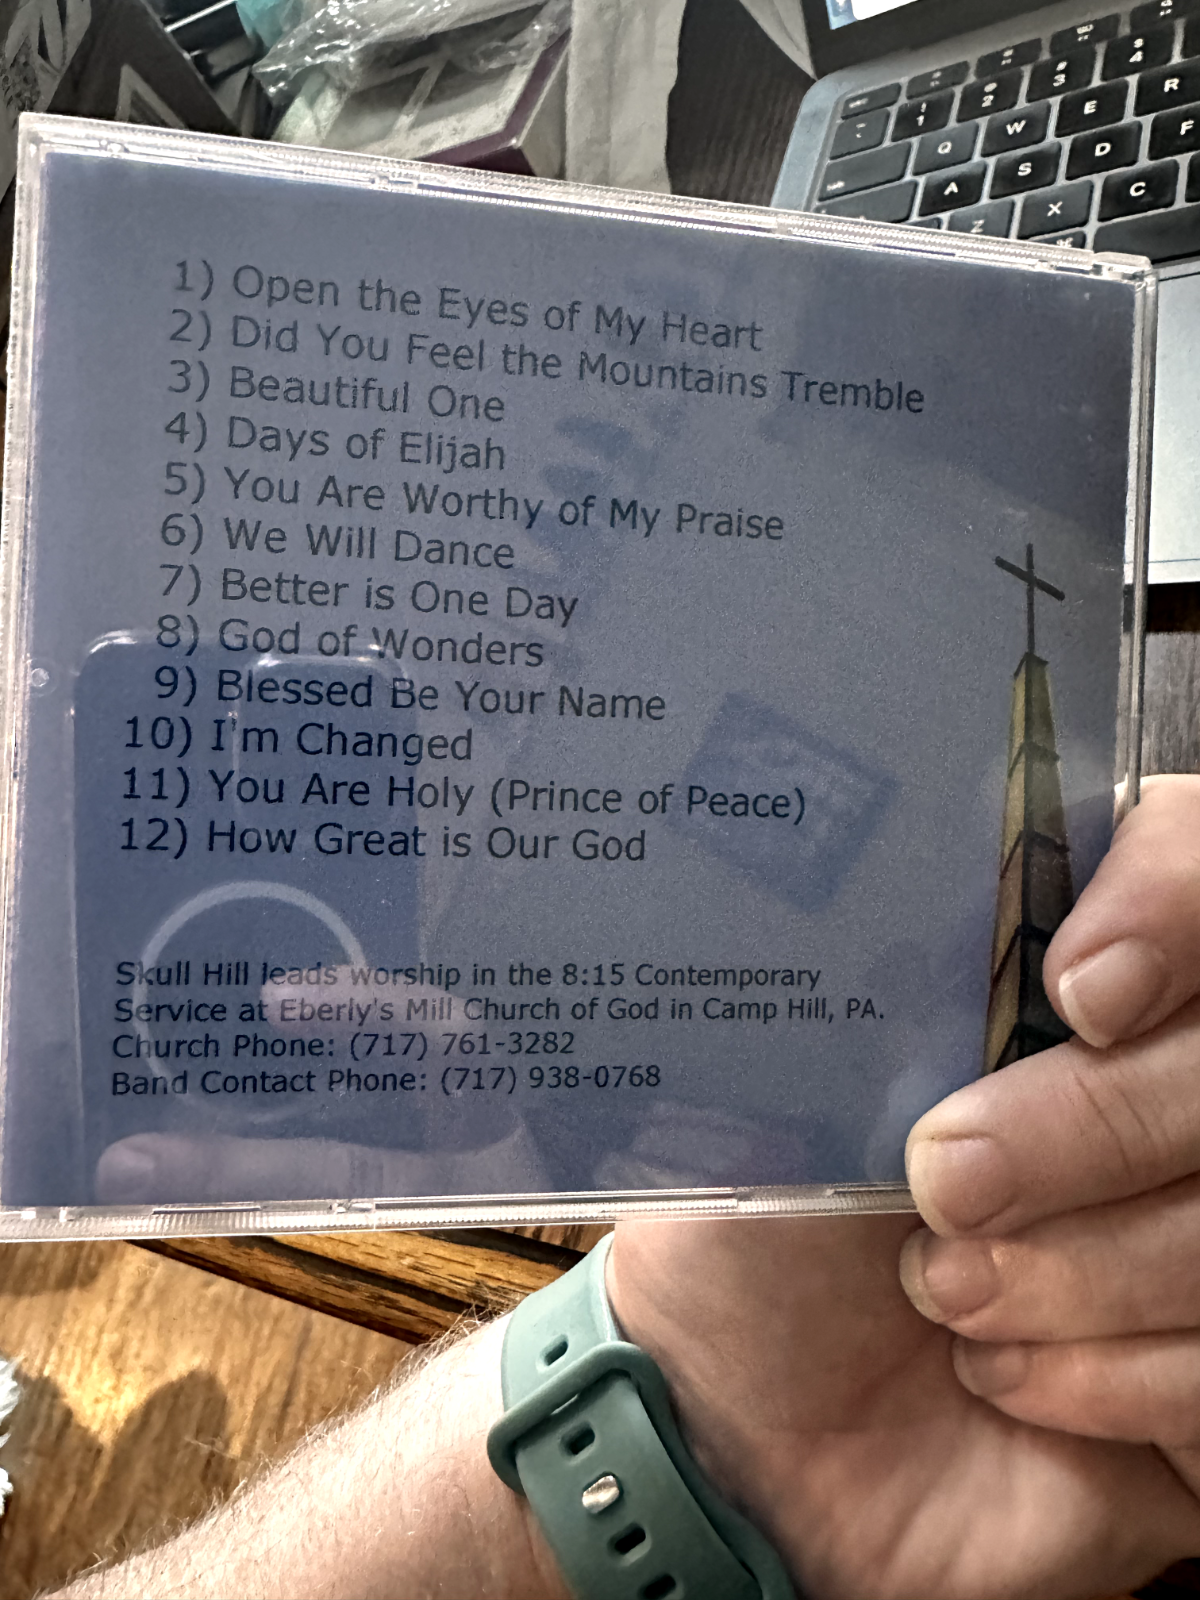 1) Open the Eyes of My Heart
2) Did You Feel the Mountains Tremble
3) Beautiful One
4) Days of Elijah
5) You Are Worthy of My Praise
6) We Will Dance
7) Better is One Day
8) God of Wonders
9) Blessed Be Your Name
10) I'm Changed
11) You Are Holy (Prince of Peace)
12) How Great is Our God
Skull Hill leads worship in the 8:15 Contemporary
Service at Eberly's Mill Church of God in Camp Hill, PA.
Church Phone: (717) 761-3282
Band Contact Phone: (717) 938-0768
! 1 @ 2 # 3 $ 4
Q W E R
A S D F
Z X C